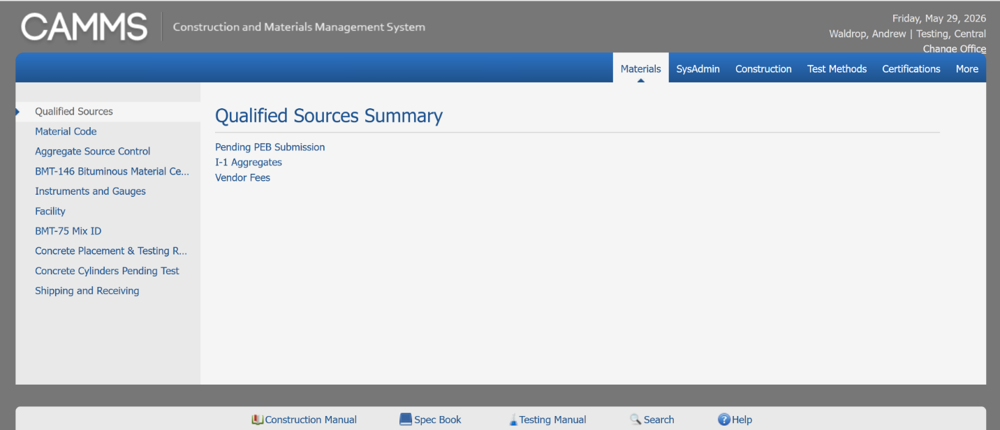 CAMMS
Construction and Materials Management System
Friday, May 29, 2026
Waldrop, Andrew | Testing, Central
Change Office
Materials SysAdmin Construction Test Methods Certifications More
Qualified Sources
Material Code
Aggregate Source Control
BMT-146 Bituminous Material Ce...
Instruments and Gauges
Facility
BMT-75 Mix ID
Concrete Placement & Testing R...
Concrete Cylinders Pending Test
Shipping and Receiving
Qualified Sources Summary
Pending PEB Submission
I-1 Aggregates
Vendor Fees
Construction Manual Spec Book Testing Manual Search Help